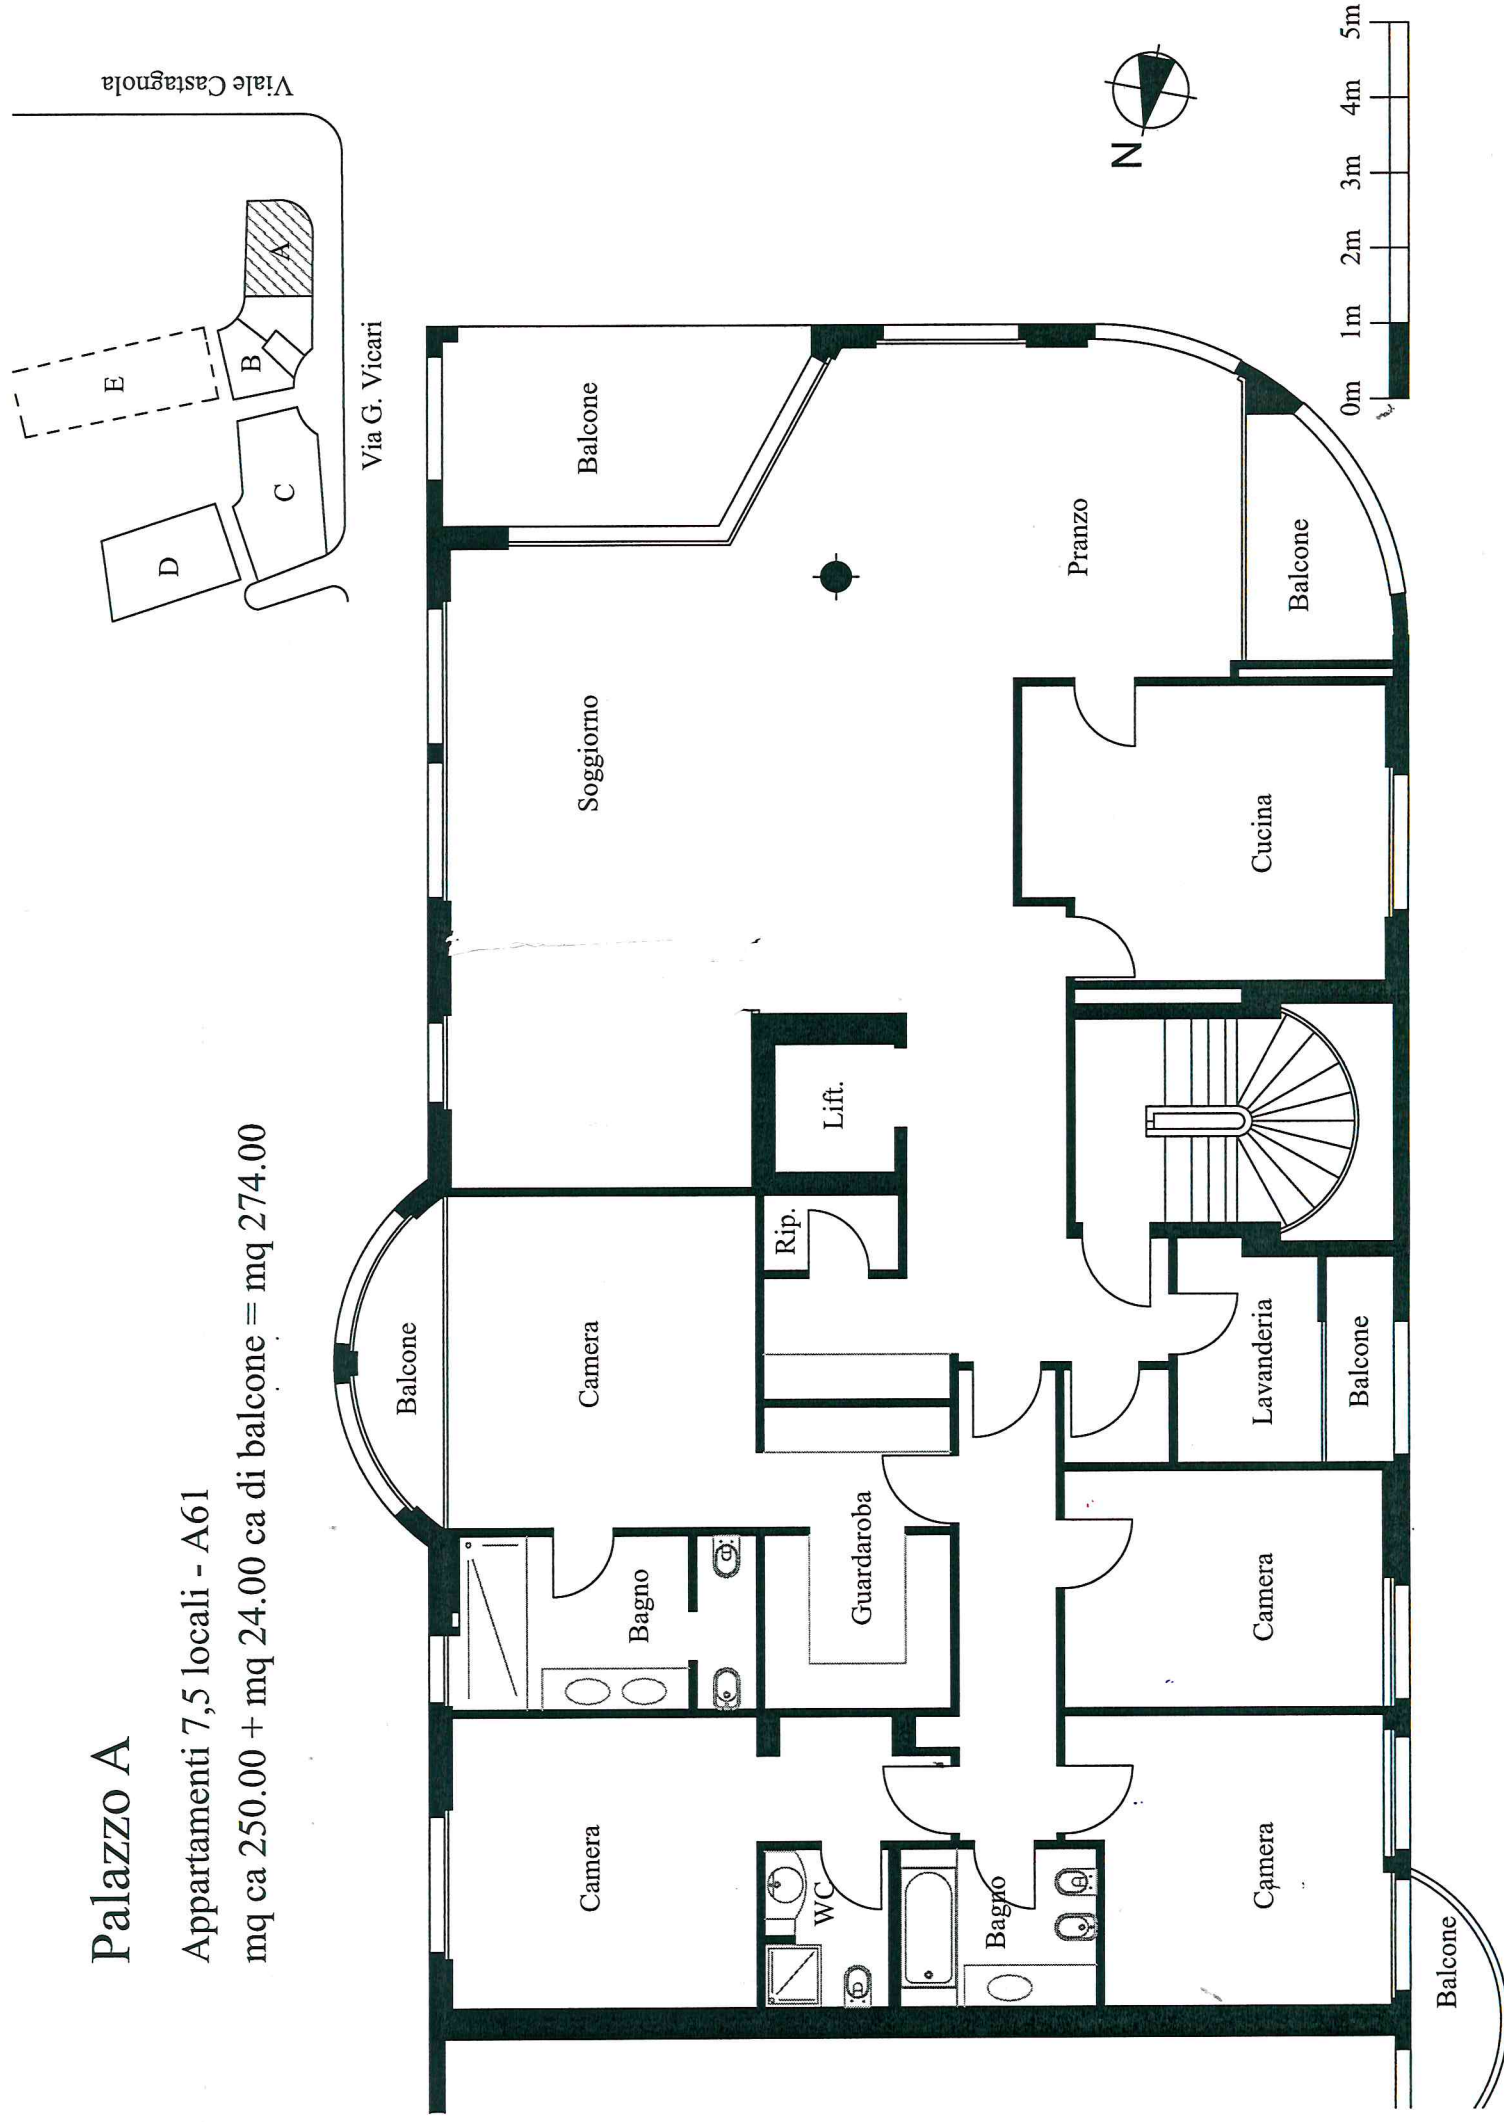 Palazzo A
Appartamenti 7,5 locali - A61
mq ca 250.00 + mq 24.00 ca di balcone = mq 274.00
Viale Castagnola
Via G. Vicari
A
B
C
D
E
Balcone
Balcone
Soggiorno
Pranzo
Balcone
Camera
Camera
Bagno
Guardaroba
Rip.
Lift.
Cucina
WC
Bagno
Camera
Camera
Lavanderia
Balcone
Balcone
N
0m 1m 2m 3m 4m 5m